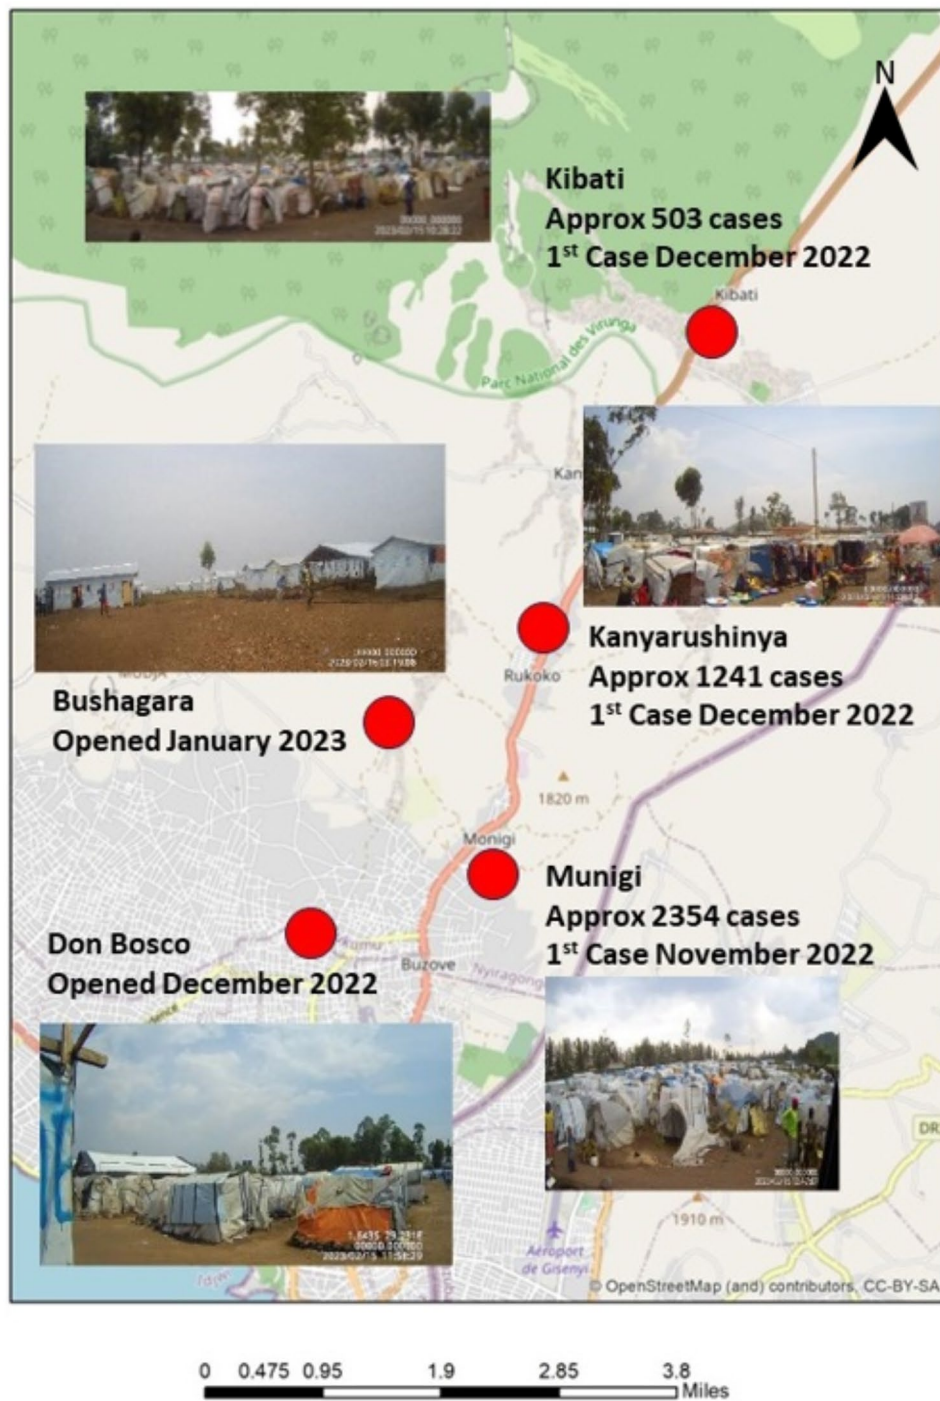 N
Kibati
Approx 503 cases
1st Case December 2022
Kibati
Parc National des Virunga
Kan
Kanyarushinya
Approx 1241 cases
1st Case December 2022
Rukoko
Bushagara
Opened January 2023
1820 m
Monigi
Munigi
Approx 2354 cases
1st Case November 2022
Don Bosco
Opened December 2022
Buzove
Nyiragong
DR
1910 m
Aéroport
de Gisenyi
© OpenStreetMap (and) contributors, CC-BY-SA
0 0.475 0.95 1.9 2.85 3.8
Miles